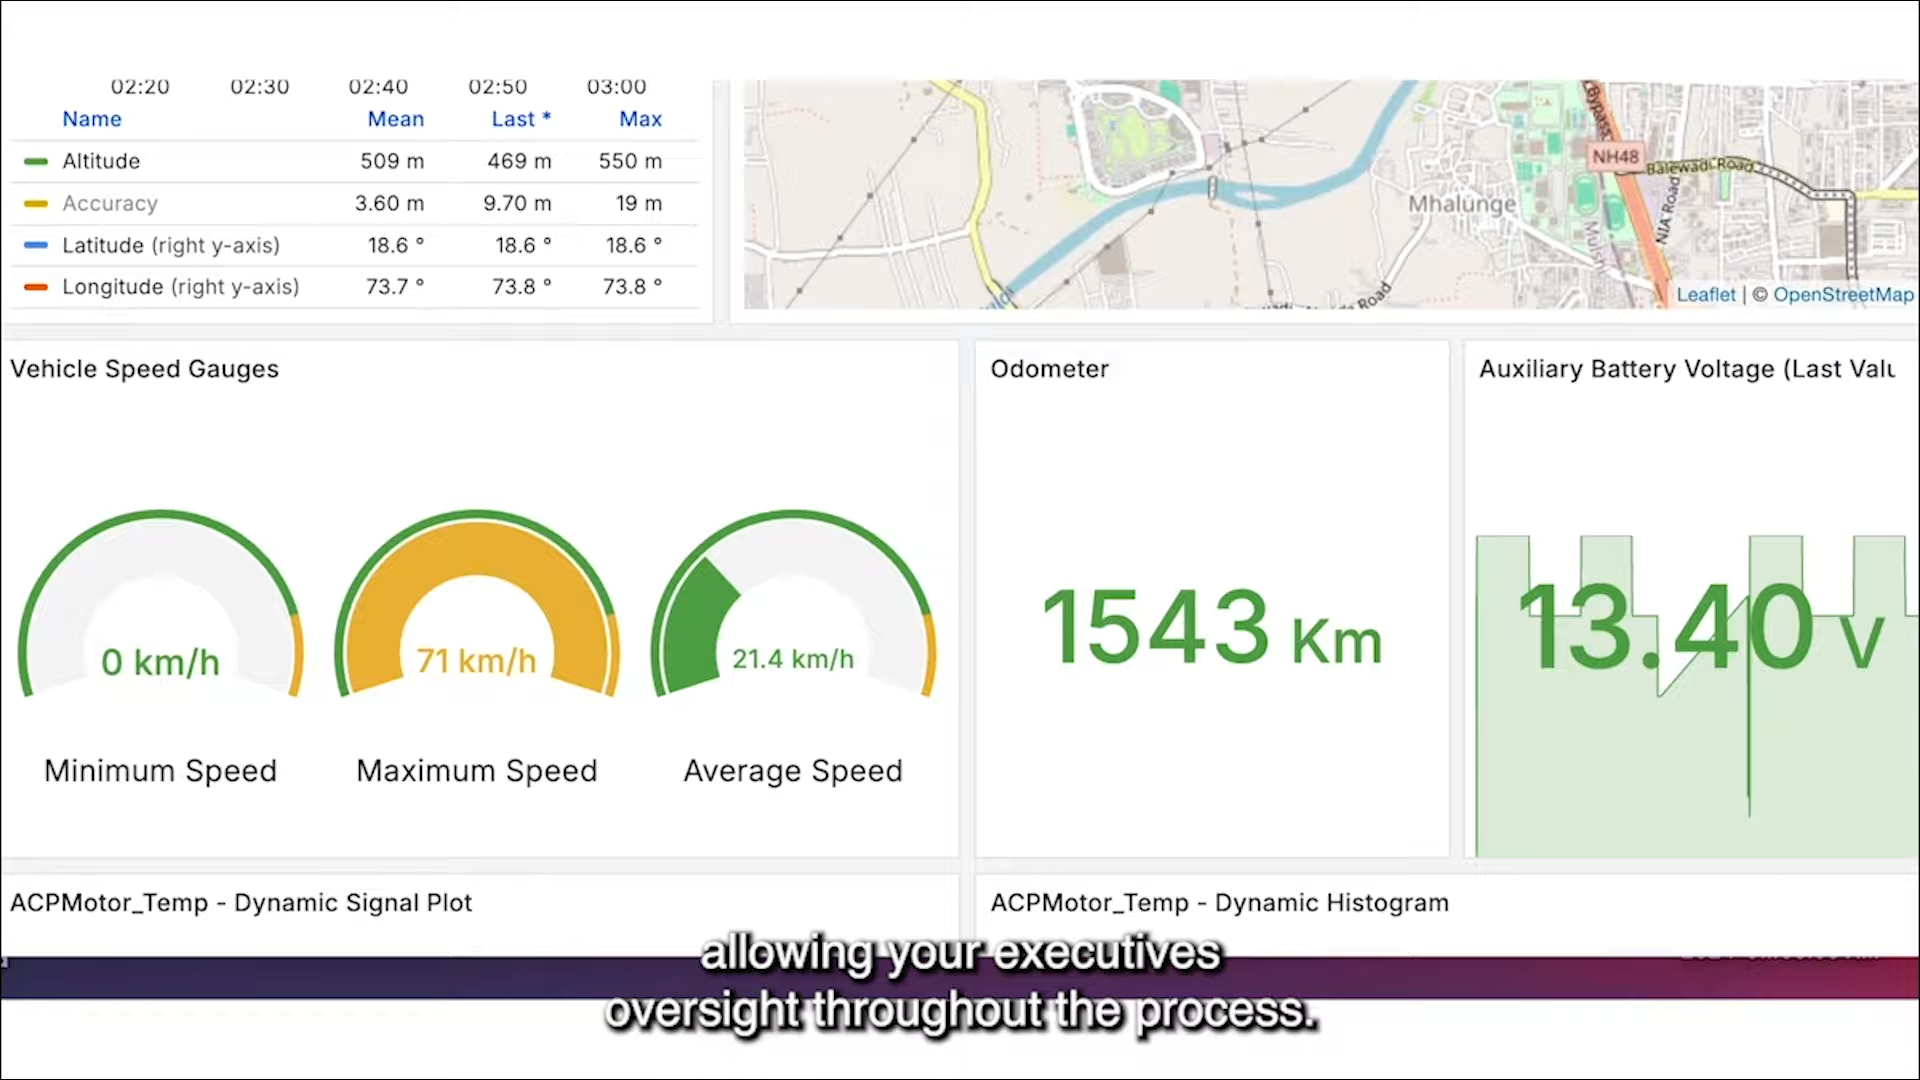 02:20 02:30 02:40 02:50 03:00
Name Mean Last * Max
Altitude 509 m 469 m 550 m
Accuracy 3.60 m 9.70 m 19 m
Latitude (right y-axis) 18.6 ° 18.6 ° 18.6 °
Longitude (right y-axis) 73.7 ° 73.8 ° 73.8 °
Bypass
NH48
Balewadi Road
NIA Road
Mhalunge
Road
Leaflet | © OpenStreetMap
Vehicle Speed Gauges
0 km/h
71 km/h
21.4 km/h
Minimum Speed
Maximum Speed
Average Speed
Odometer
1543 Km
Auxiliary Battery Voltage (Last Valu
13.40 V
ACPMotor_Temp - Dynamic Signal Plot
ACPMotor_Temp - Dynamic Histogram
allowing your executives
oversight throughout the process.